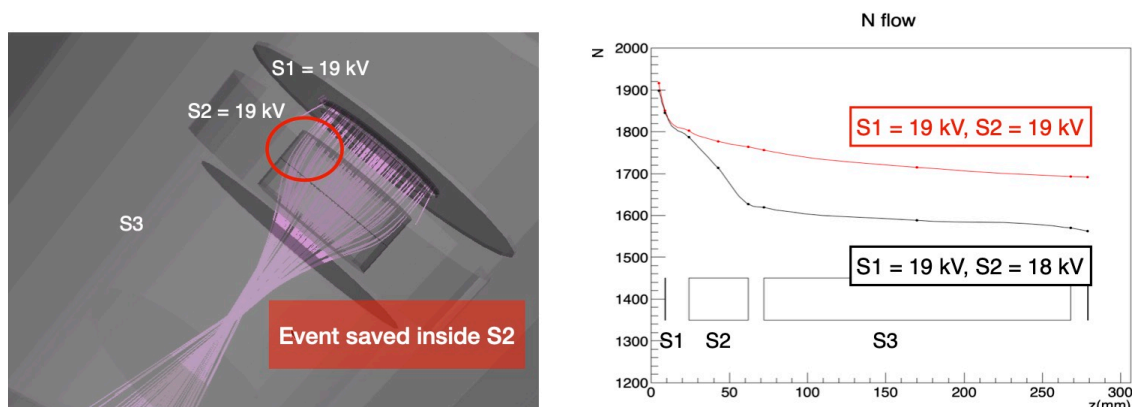 S1 = 19 kV
S2 = 19 kV
S3
Event saved inside S2
N flow
N
2000
1900
1800
1700
1600
1500
1400
1300
1200
S1 = 19 kV, S2 = 19 kV
S1 = 19 kV, S2 = 18 kV
S1 S2 S3
0 50 100 150 200 250 300
z(mm)